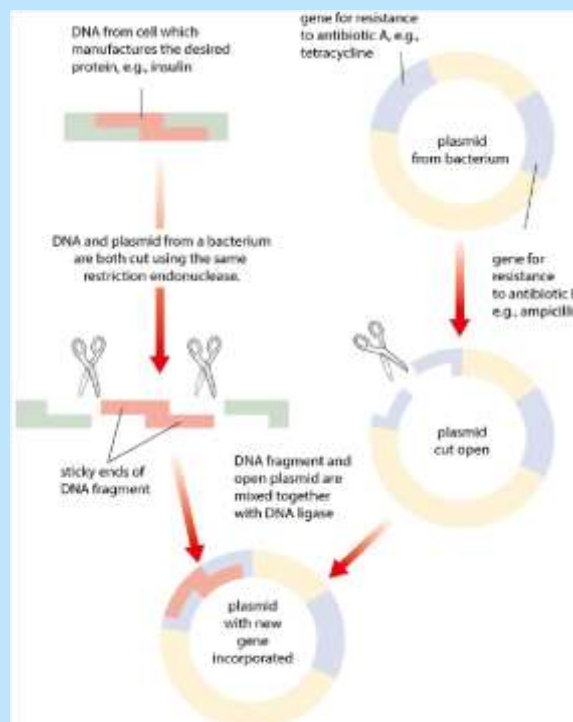 DNA from cell which
manufactures the desired
protein, e.g., insulin
gene for resistance
to antibiotic A, e.g.,
tetracycline
plasmid
from bacterium
DNA and plasmid from a bacterium
are both cut using the same
restriction endonuclease.
gene for
resistance
to antibiotic
e.g., ampicillin
sticky ends of
DNA fragment
DNA fragment and
open plasmid are
mixed together
with DNA ligase
plasmid
cut open
plasmid
with new
gene
incorporated